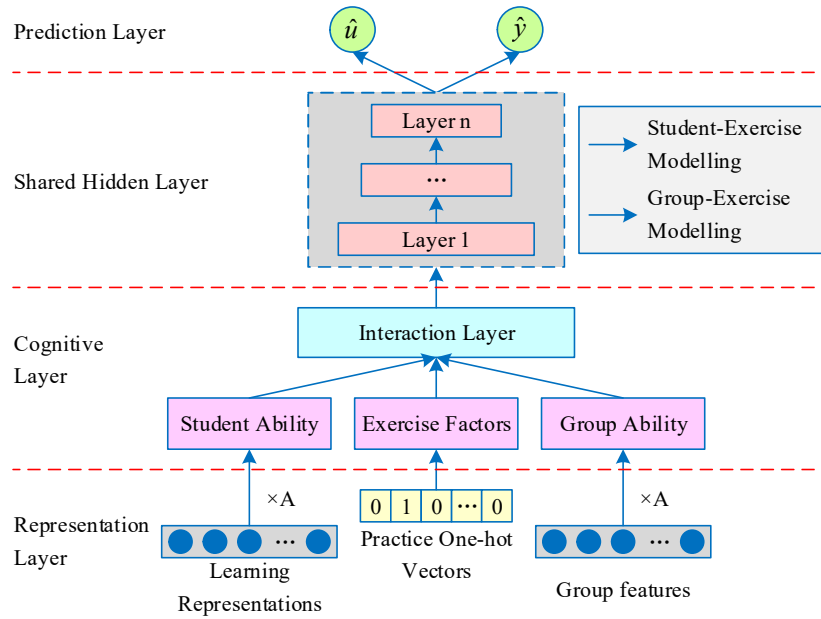 Prediction Layer
û
ŷ
Shared Hidden Layer
Layer n
...
Layer 1
Student-Exercise
Modelling
Group-Exercise
Modelling
Cognitive
Layer
Interaction Layer
Student Ability
Exercise Factors
Group Ability
Representation
Layer
×A
×A
...
0 1 0 ... 0
...
Learning
Representations
Practice One-hot
Vectors
Group features